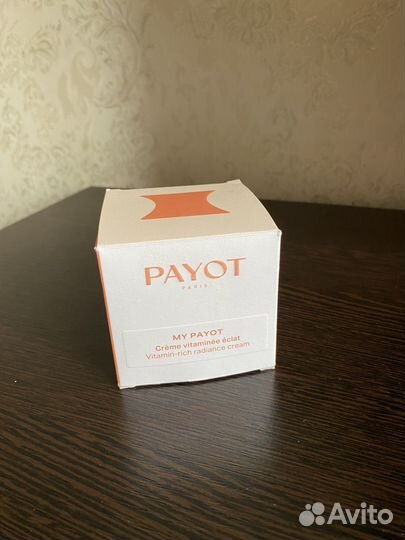 PAYOT
PARIS
MY PAYOT
Crème vitaminée éclat
Vitamin-rich radiance cream
Avito